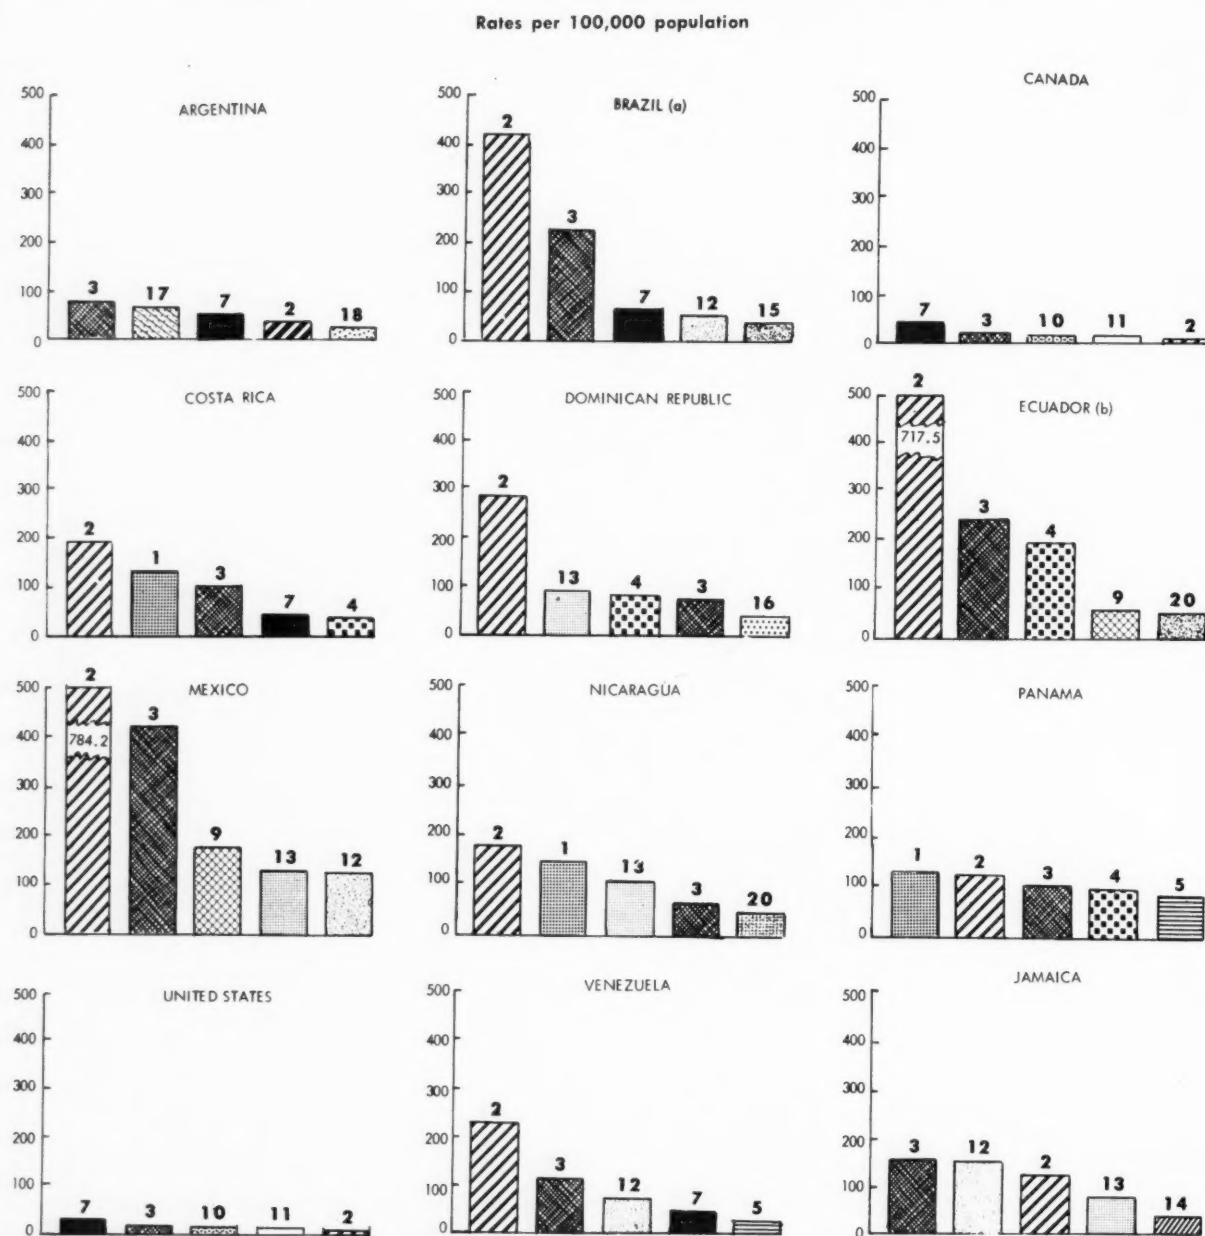 Rates per 100,000 population
ARGENTINA
500
400
300
200
100
0
3 17 7 2 18
BRAZIL (a)
500
400
300
200
100
0
2 3 7 12 15
CANADA
500
400
300
200
100
0
7 3 10 11 2
COSTA RICA
500
400
300
200
100
0
2 1 3 7 4
DOMINICAN REPUBLIC
500
400
300
200
100
0
2 13 4 3 16
ECUADOR (b)
500
400
300
200
100
0
2 3 4 9 20
717.5
MEXICO
500
400
300
200
100
0
2 3 9 13 12
784.2
NICARAGUA
500
400
300
200
100
0
2 1 13 3 20
PANAMA
500
400
300
200
100
0
1 2 3 4 5
UNITED STATES
500
400
300
200
100
0
7 3 10 11 2
VENEZUELA
500
400
300
200
100
0
2 3 12 7 5
JAMAICA
500
400
300
200
100
0
3 12 2 13 14